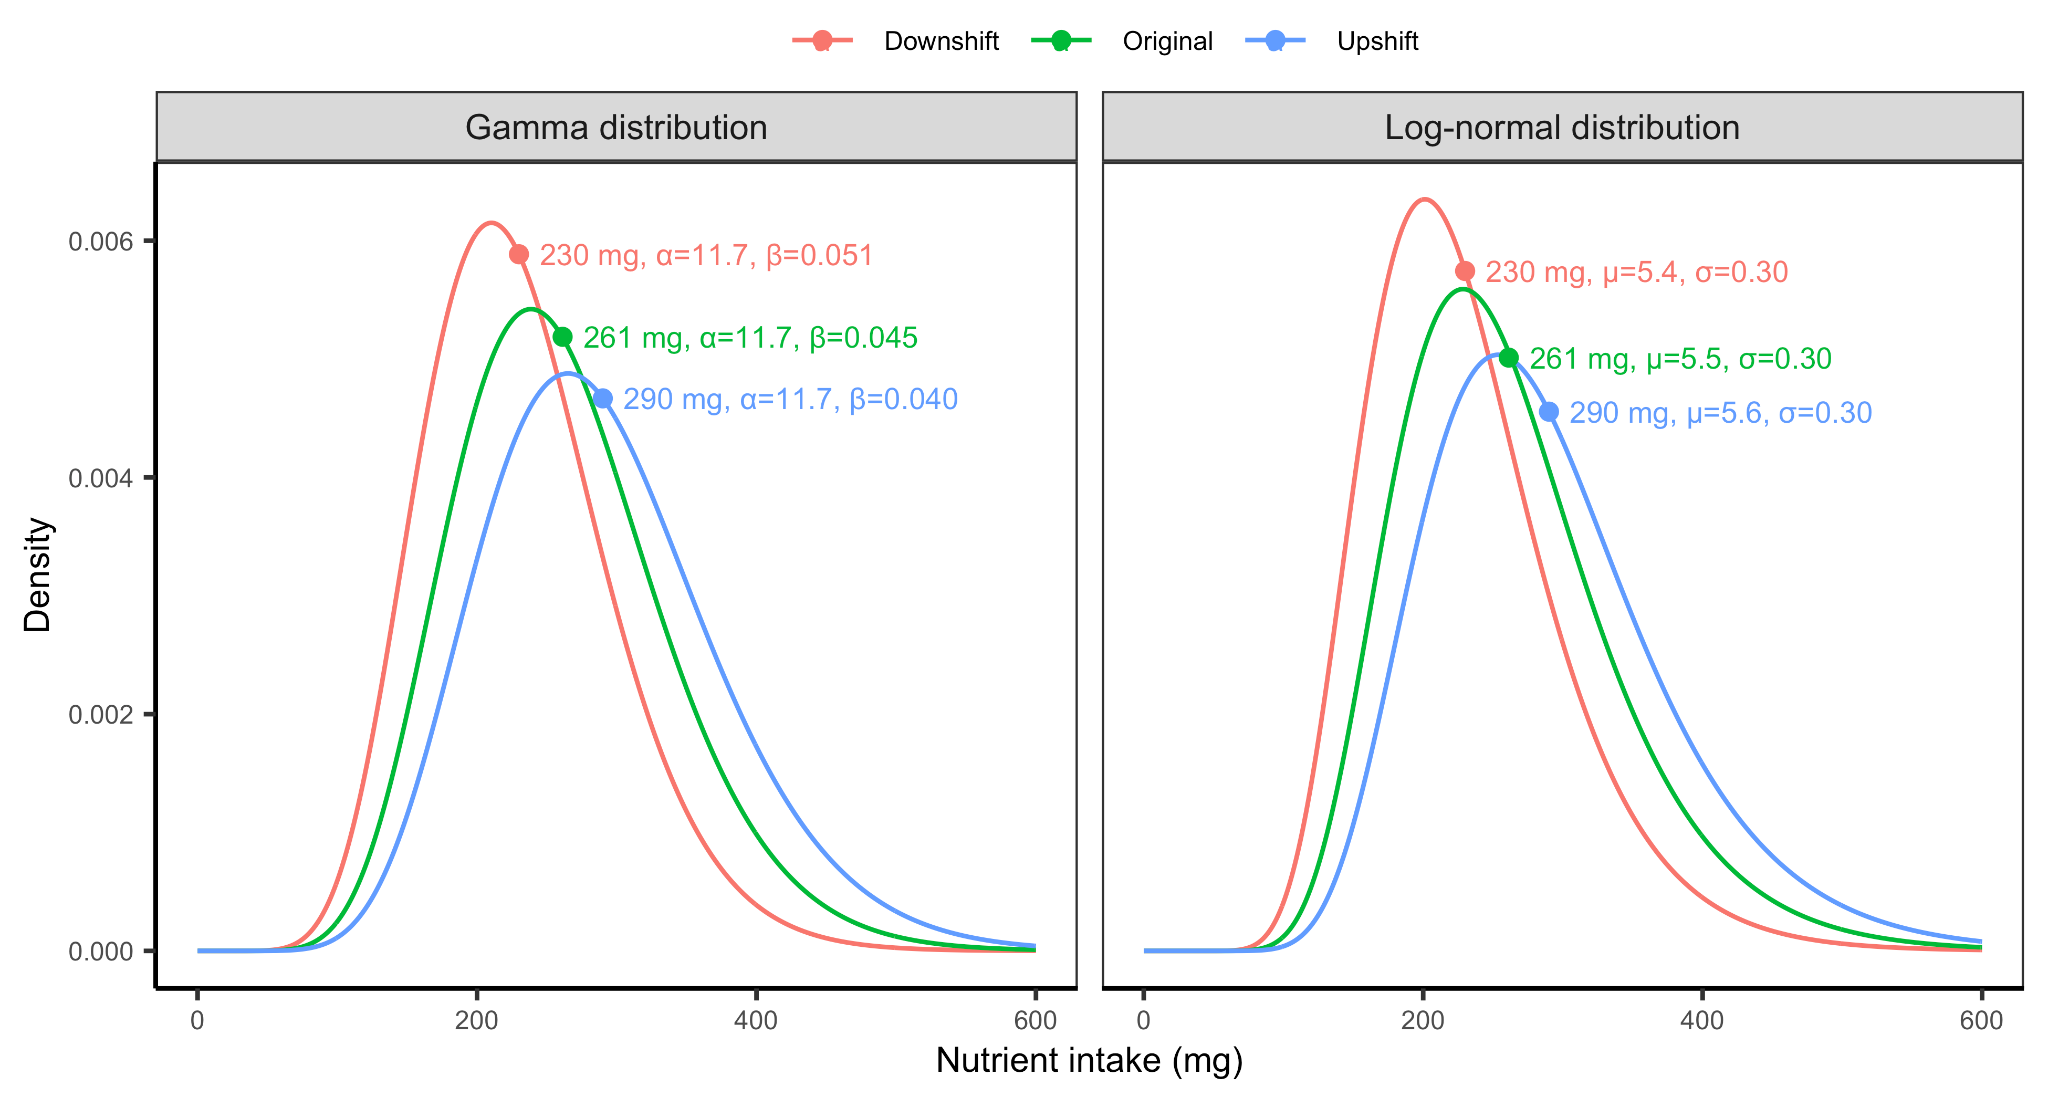 Downshift Original Upshift
Gamma distribution
Log-normal distribution
Density
0.006
0.004
0.002
0.000
230 mg, α=11.7, β=0.051
261 mg, α=11.7, β=0.045
290 mg, α=11.7, β=0.040
230 mg, μ=5.4, σ=0.30
261 mg, μ=5.5, σ=0.30
290 mg, μ=5.6, σ=0.30
0 200 400 600
0 200 400 600
Nutrient intake (mg)